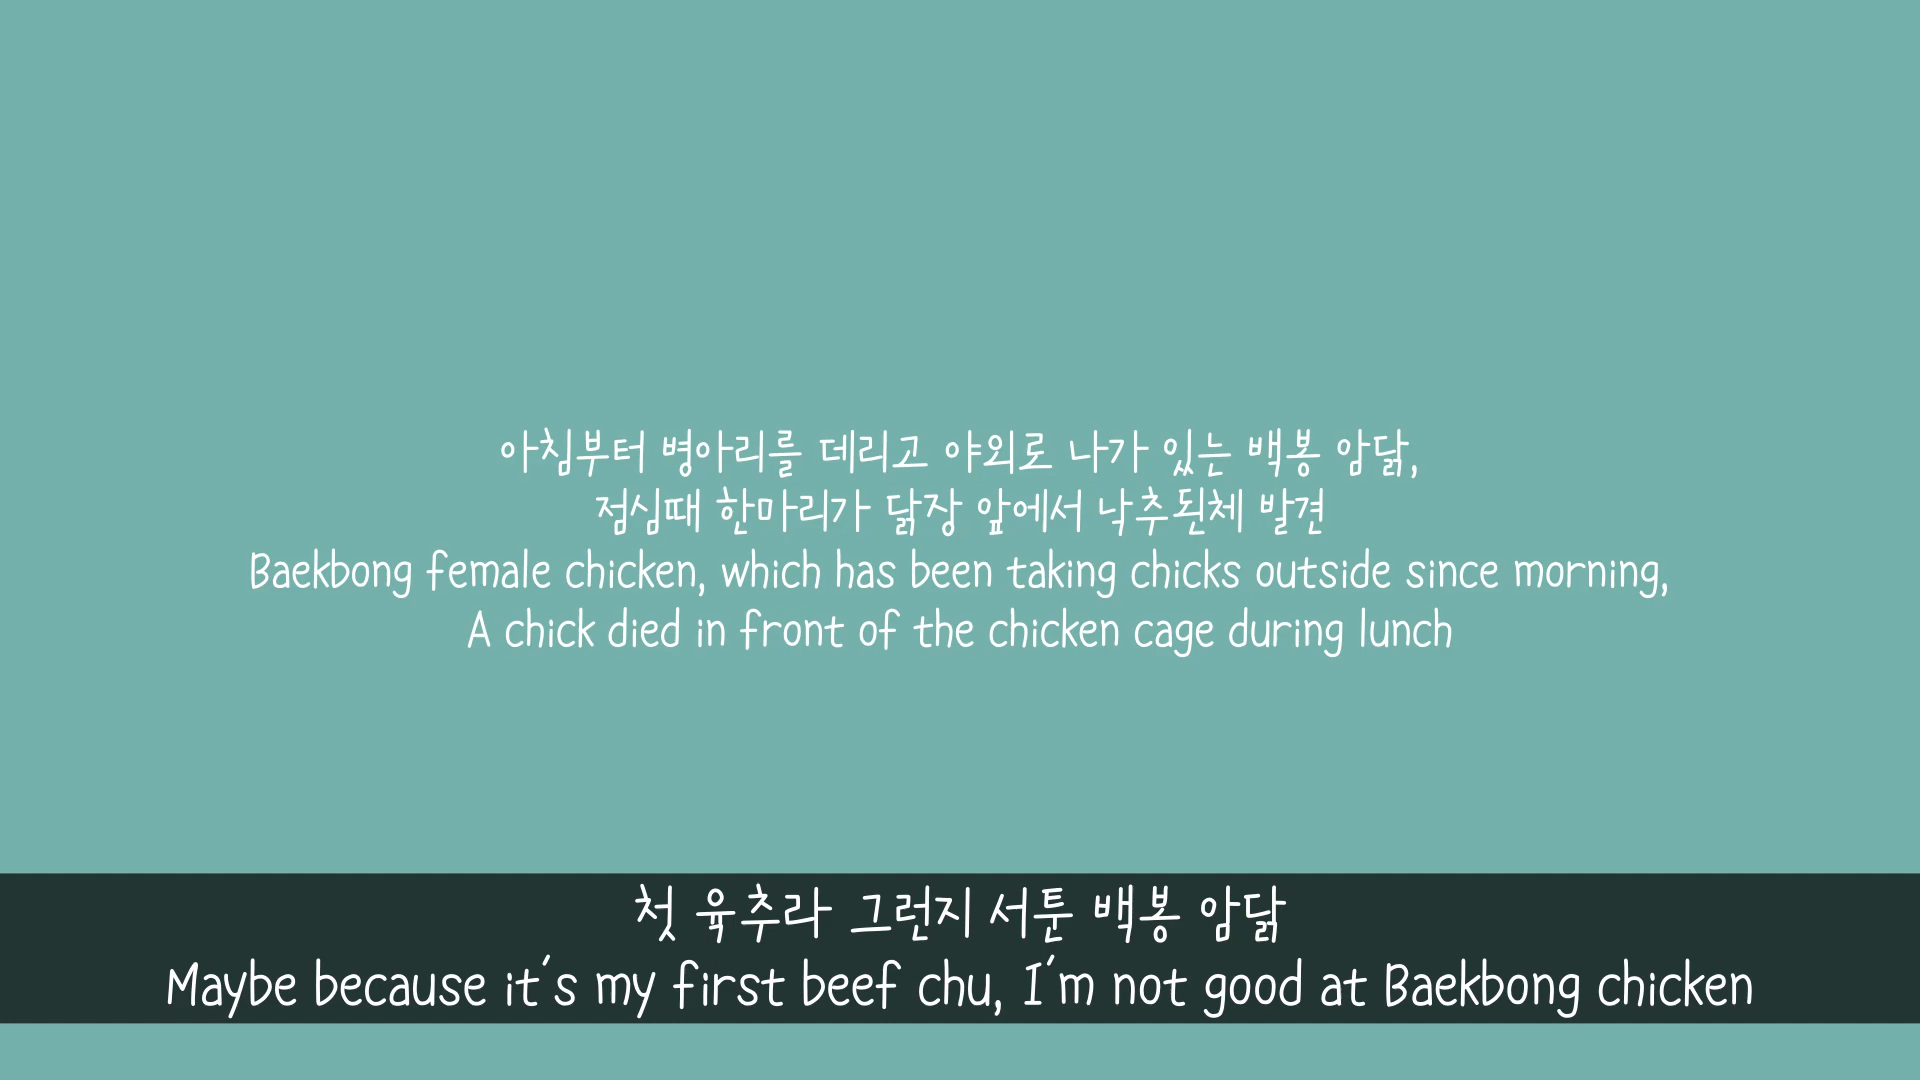 아침부터 병아리를 데리고 야외로 나가 있는 백봉 암닭,
점심때 한마리가 닭장 앞에서 낙추된체 발견
Baekbong female chicken, which has been taking chicks outside since morning,
A chick died in front of the chicken cage during lunch
첫 육추라 그런지 서툰 백봉 암닭
Maybe because it's my first beef chu, I'm not good at Baekbong chicken